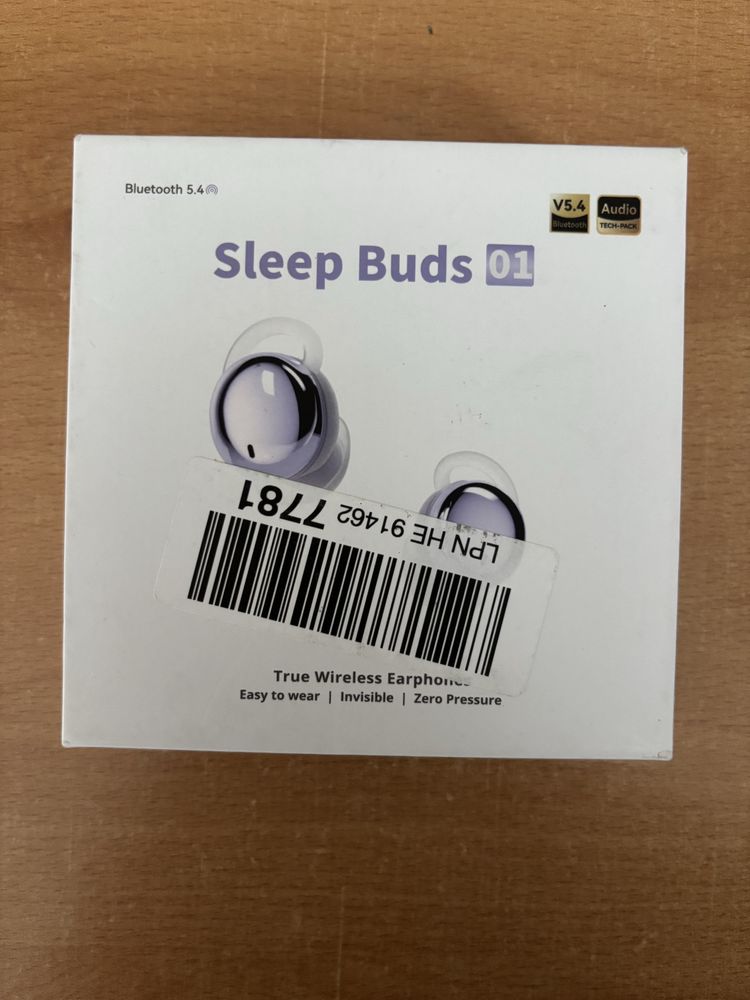 Bluetooth 5.4
V5.4
Bluetooth
Audio
TECH-PACK
Sleep Buds 01
LPN HE 91462 7781
True Wireless Earphones
Easy to wear | Invisible | Zero Pressure